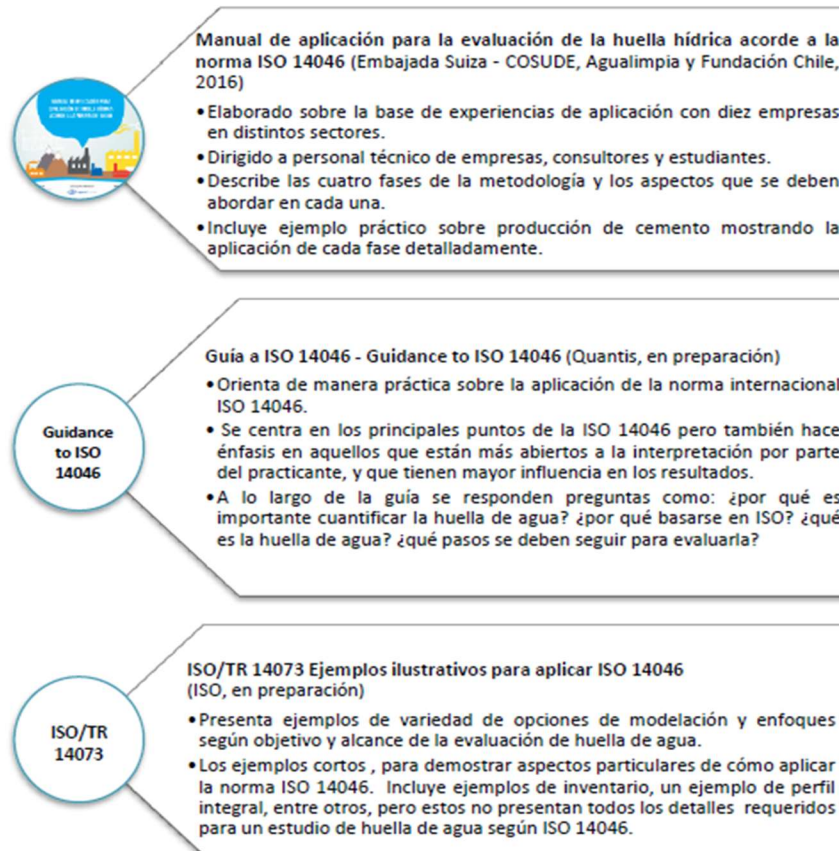 Manual de aplicación para la evaluación de la huella hídrica acorde a la
norma ISO 14046 (Embajada Suiza - COSUDE, Agualimpia y Fundación Chile,
2016)
•Elaborado sobre la base de experiencias de aplicación con diez empresas
en distintos sectores.
•Dirigido a personal técnico de empresas, consultores y estudiantes.
•Describe las cuatro fases de la metodología y los aspectos que se deben
abordar en cada una.
•Incluye ejemplo práctico sobre producción de cemento mostrando la
aplicación de cada fase detalladamente.
Guidance
to ISO
14046
Guía a ISO 14046 - Guidance to ISO 14046 (Quantis, en preparación)
•Orienta de manera práctica sobre la aplicación de la norma internacional
ISO 14046.
• Se centra en los principales puntos de la ISO 14046 pero también hace
énfasis en aquellos que están más abiertos a la interpretación por parte
del practicante, y que tienen mayor influencia en los resultados.
•A lo largo de la guía se responden preguntas como: ¿por qué es
importante cuantificar la huella de agua? ¿por qué basarse en ISO? ¿qué
es la huella de agua? ¿qué pasos se deben seguir para evaluarla?
ISO/TR
14073
ISO/TR 14073 Ejemplos ilustrativos para aplicar ISO 14046
(ISO, en preparación)
•Presenta ejemplos de variedad de opciones de modelación y enfoques
según objetivo y alcance de la evaluación de huella de agua.
•Los ejemplos cortos , para demostrar aspectos particulares de cómo aplicar
la norma ISO 14046. Incluye ejemplos de inventario, un ejemplo de perfil
integral, entre otros, pero estos no presentan todos los detalles requeridos
para un estudio de huella de agua según ISO 14046.